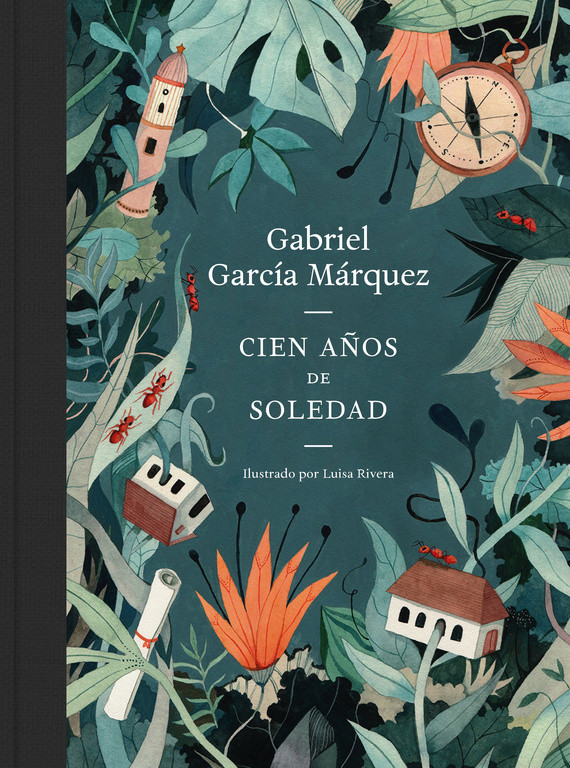 N
E
S
Gabriel
García Márquez
CIEN AÑOS
DE
SOLEDAD
Ilustrado por Luisa Rivera